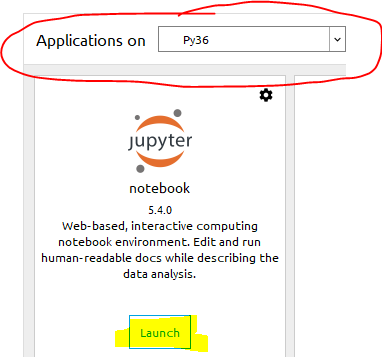 Applications on Py36
jupyter
notebook
5.4.0
Web-based, interactive computing
notebook environment. Edit and run
human-readable docs while describing the
data analysis.
Launch